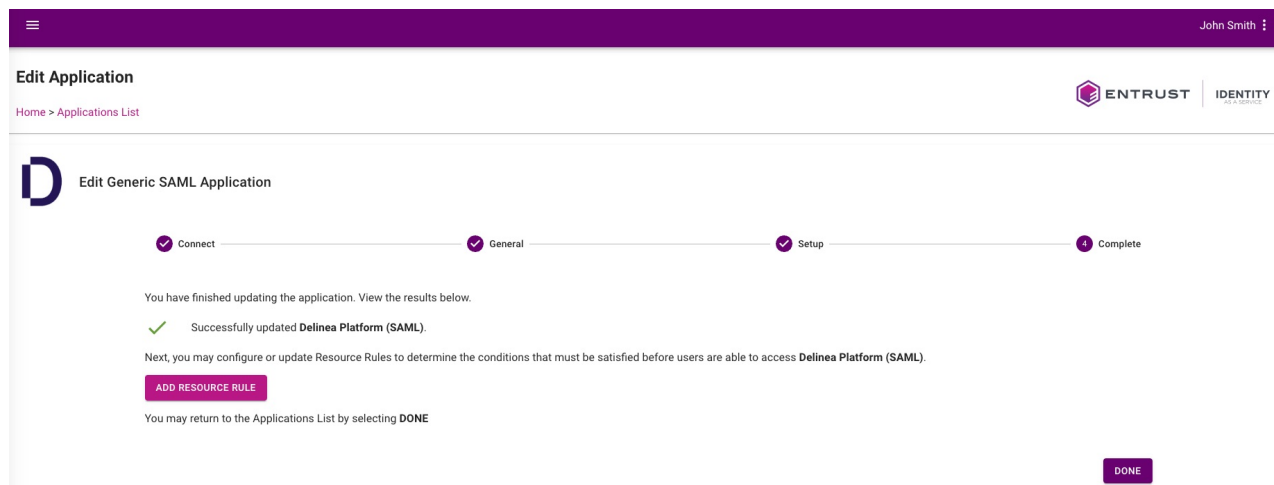 John Smith
Edit Application
Home > Applications List
ENTRUST
IDENTITY
AS A SERVICE
Edit Generic SAML Application
Connect
General
Setup
4 Complete
You have finished updating the application. View the results below.
Successfully updated Delinea Platform (SAML).
Next, you may configure or update Resource Rules to determine the conditions that must be satisfied before users are able to access Delinea Platform (SAML).
ADD RESOURCE RULE
You may return to the Applications List by selecting DONE
DONE